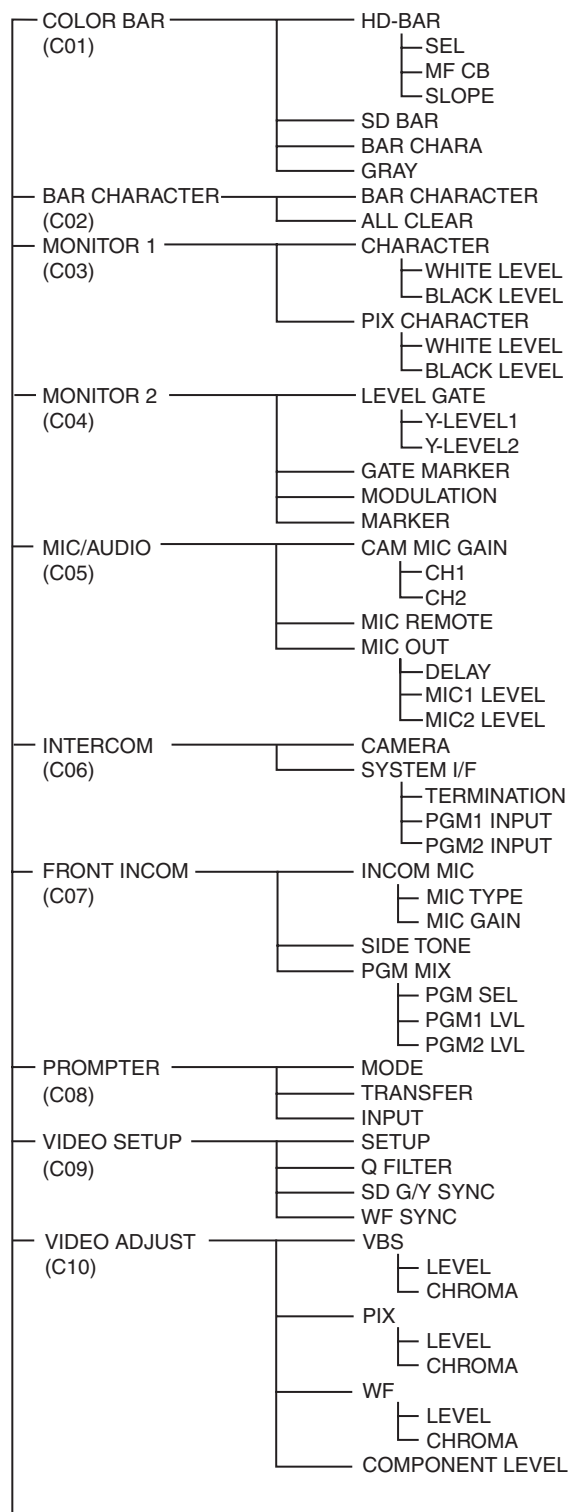 COLOR BAR HD-BAR
(C01) SEL
MF CB
SLOPE
SD BAR
BAR CHARA
GRAY
BAR CHARACTER BAR CHARACTER
(C02) ALL CLEAR
MONITOR 1 CHARACTER
(C03) WHITE LEVEL
BLACK LEVEL
PIX CHARACTER
WHITE LEVEL
BLACK LEVEL
MONITOR 2 LEVEL GATE
(C04) Y-LEVEL1
Y-LEVEL2
GATE MARKER
MODULATION
MARKER
MIC/AUDIO CAM MIC GAIN
(C05) CH1
CH2
MIC REMOTE
MIC OUT
DELAY
MIC1 LEVEL
MIC2 LEVEL
INTERCOM CAMERA
(C06) SYSTEM I/F
TERMINATION
PGM1 INPUT
PGM2 INPUT
FRONT INCOM INCOM MIC
(C07) MIC TYPE
MIC GAIN
SIDE TONE
PGM MIX
PGM SEL
PGM1 LVL
PGM2 LVL
PROMPTER MODE
(C08) TRANSFER
INPUT
VIDEO SETUP SETUP
(C09) Q FILTER
SD G/Y SYNC
WF SYNC
VIDEO ADJUST VBS
(C10) LEVEL
CHROMA
PIX
LEVEL
CHROMA
WF
LEVEL
CHROMA
COMPONENT LEVEL